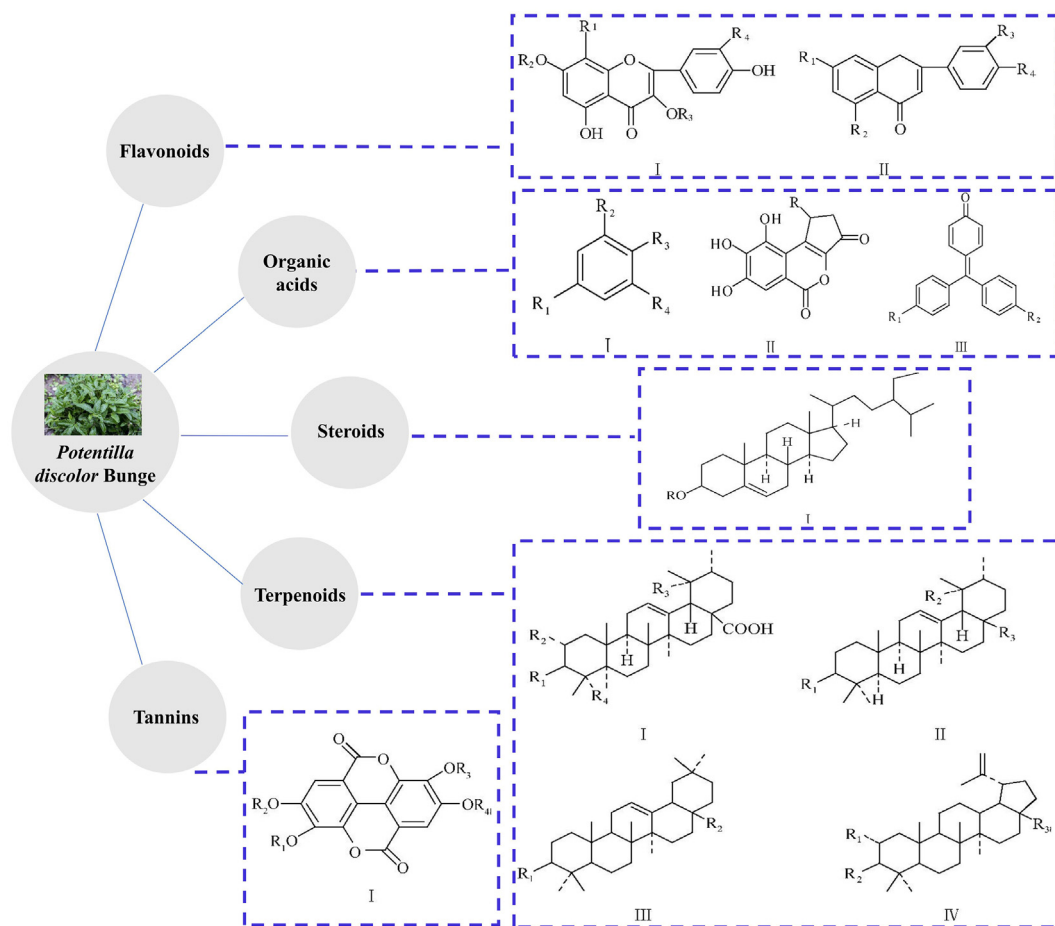 R1
R4
R2O
O
OH
OR3
OH
O
I
R1
R3
R4
R2
O
II
Flavonoids
R2
R3
R1
R4
I
R
OH
HO
HO
O
O
O
II
O
R1
R2
III
Organic
acids
Potentilla
discolor Bunge
Steroids
H
H
H
RO
I
Terpenoids
R3
R2
H
COOH
H
R1
R4
I
R2
H
R3
H
R1
H
II
R2
R1
III
R1
R3
R2
IV
Tannins
O
O
OR3
R2O
OR4
R1O
O
O
I